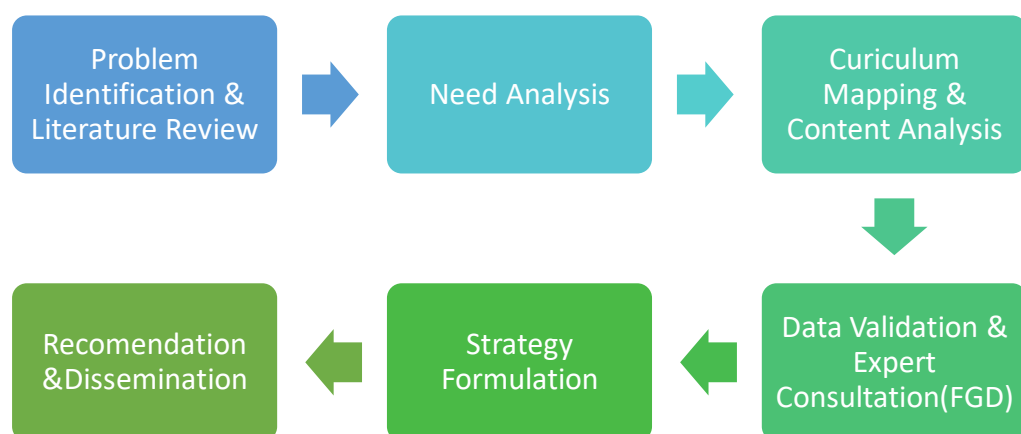 Problem
Identification &
Literature Review
Need Analysis
Curiculum
Mapping &
Content Analysis
Data Validation &
Expert
Consultation(FGD)
Strategy
Formulation
Recomendation
&Dissemination